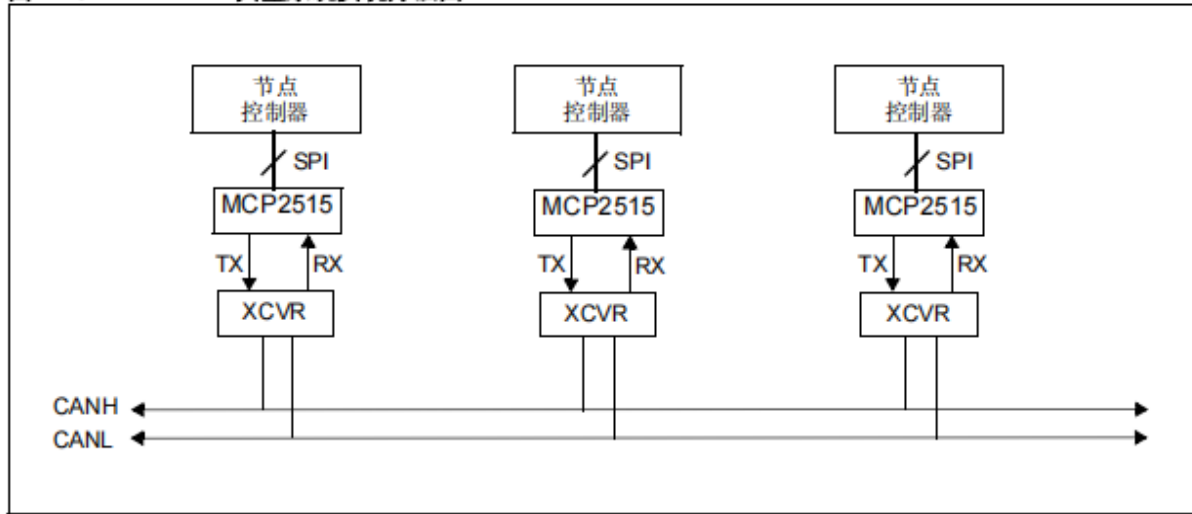 节点 节点 节点
控制器 控制器 控制器
SPI SPI SPI
MCP2515 MCP2515 MCP2515
TX RX TX RX TX RX
XCVR XCVR XCVR
CANH
CANL